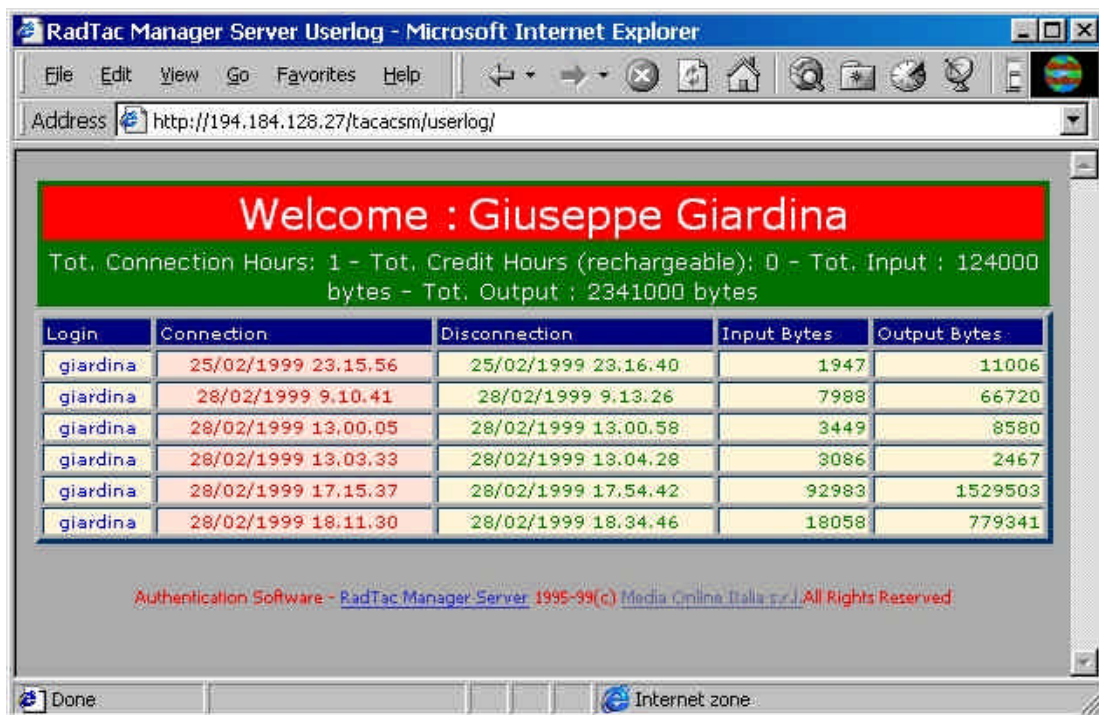 RadTac Manager Server Userlog - Microsoft Internet Explorer
File Edit View Go Favorites Help
Address http://194.184.128.27/tacacsm/userlog/
Welcome : Giuseppe Giardina
Tot. Connection Hours: 1 - Tot. Credit Hours (rechargeable): 0 - Tot. Input : 124000
bytes - Tot. Output : 2341000 bytes
Login Connection Disconnection Input Bytes Output Bytes
giardina 25/02/1999 23.15.56 25/02/1999 23.16.40 1947 11006
giardina 28/02/1999 9.10.41 28/02/1999 9.13.26 7988 66720
giardina 28/02/1999 13.00.05 28/02/1999 13.00.58 3449 8580
giardina 28/02/1999 13.03.33 28/02/1999 13.04.28 3086 2467
giardina 28/02/1999 17.15.37 28/02/1999 17.54.42 92983 1529503
giardina 28/02/1999 18.11.30 28/02/1999 18.34.46 18058 779341
Authentication Software - RadTac Manager Server 1995-99(c) Media Online Italia s.r.l. All Rights Reserved
Done Internet zone